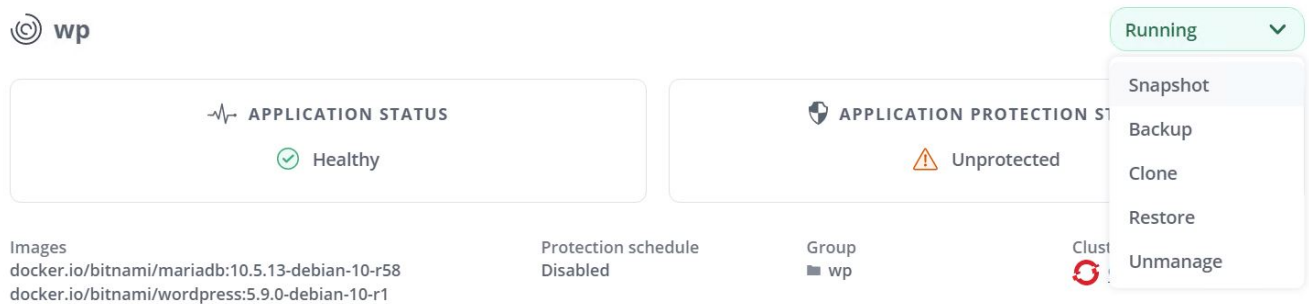 wp
Running
Snapshot
Backup
Clone
Restore
Unmanage
APPLICATION STATUS
Healthy
APPLICATION PROTECTION
Unprotected
Images
docker.io/bitnami/mariadb:10.5.13-debian-10-r58
docker.io/bitnami/wordpress:5.9.0-debian-10-r1
Protection schedule
Disabled
Group
wp